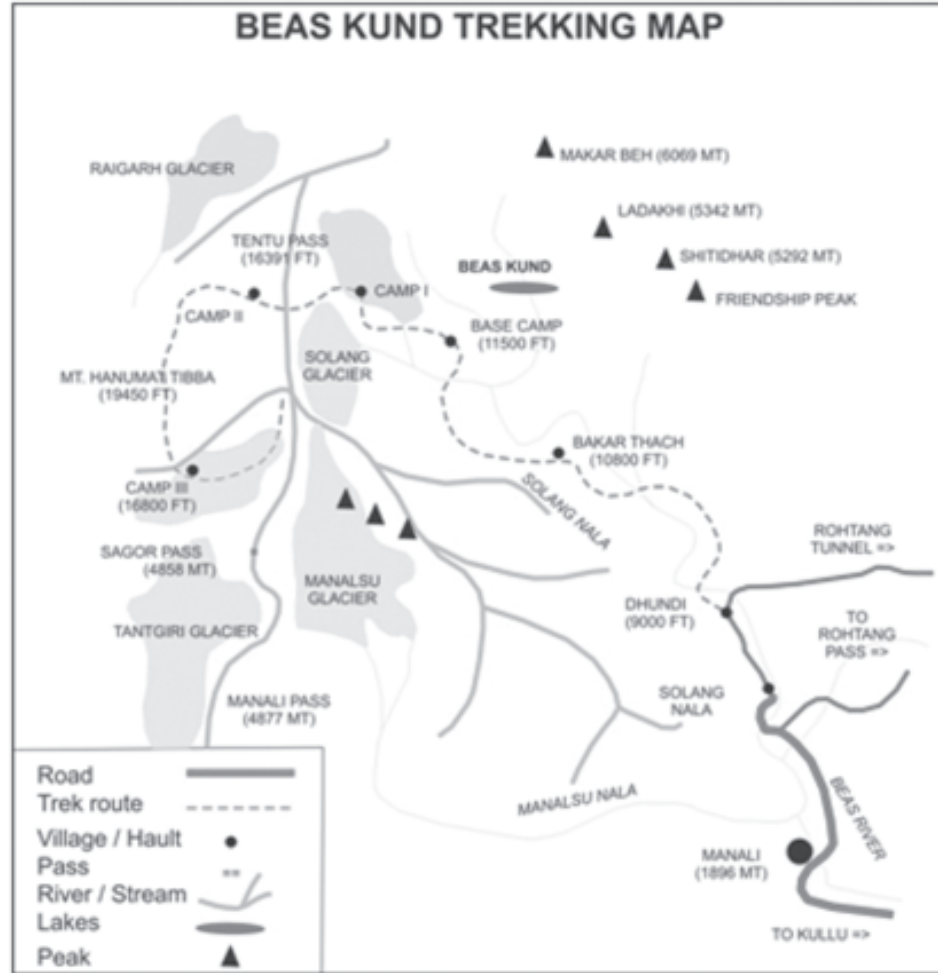 BEAS KUND TREKKING MAP
MAKAR BEH (6069 MT)
RAIGARH GLACIER
LADAKHI (5342 MT)
TENTU PASS
(16391 FT)
SHITIDHAR (5292 MT)
BEAS KUND
CAMP I
FRIENDSHIP PEAK
CAMP II
BASE CAMP
(11500 FT)
SOLANG
GLACIER
MT. HANUMAN TIBBA
(19450 FT)
BAKAR THACH
(10800 FT)
CAMP III
(16800 FT)
SOLANG NALA
ROHTANG
TUNNEL =>
SAGOR PASS
(4858 MT)
MANALSU
GLACIER
DHUNDI
(9000 FT)
TO
ROHTANG
PASS =>
TANTGIRI GLACIER
MANALI PASS
(4877 MT)
SOLANG
NALA
MANALSU NALA
BEAS RIVER
MANALI
(1896 MT)
TO KULLU =>
Road
Trek route
Village / Hault
Pass
River / Stream
Lakes
Peak